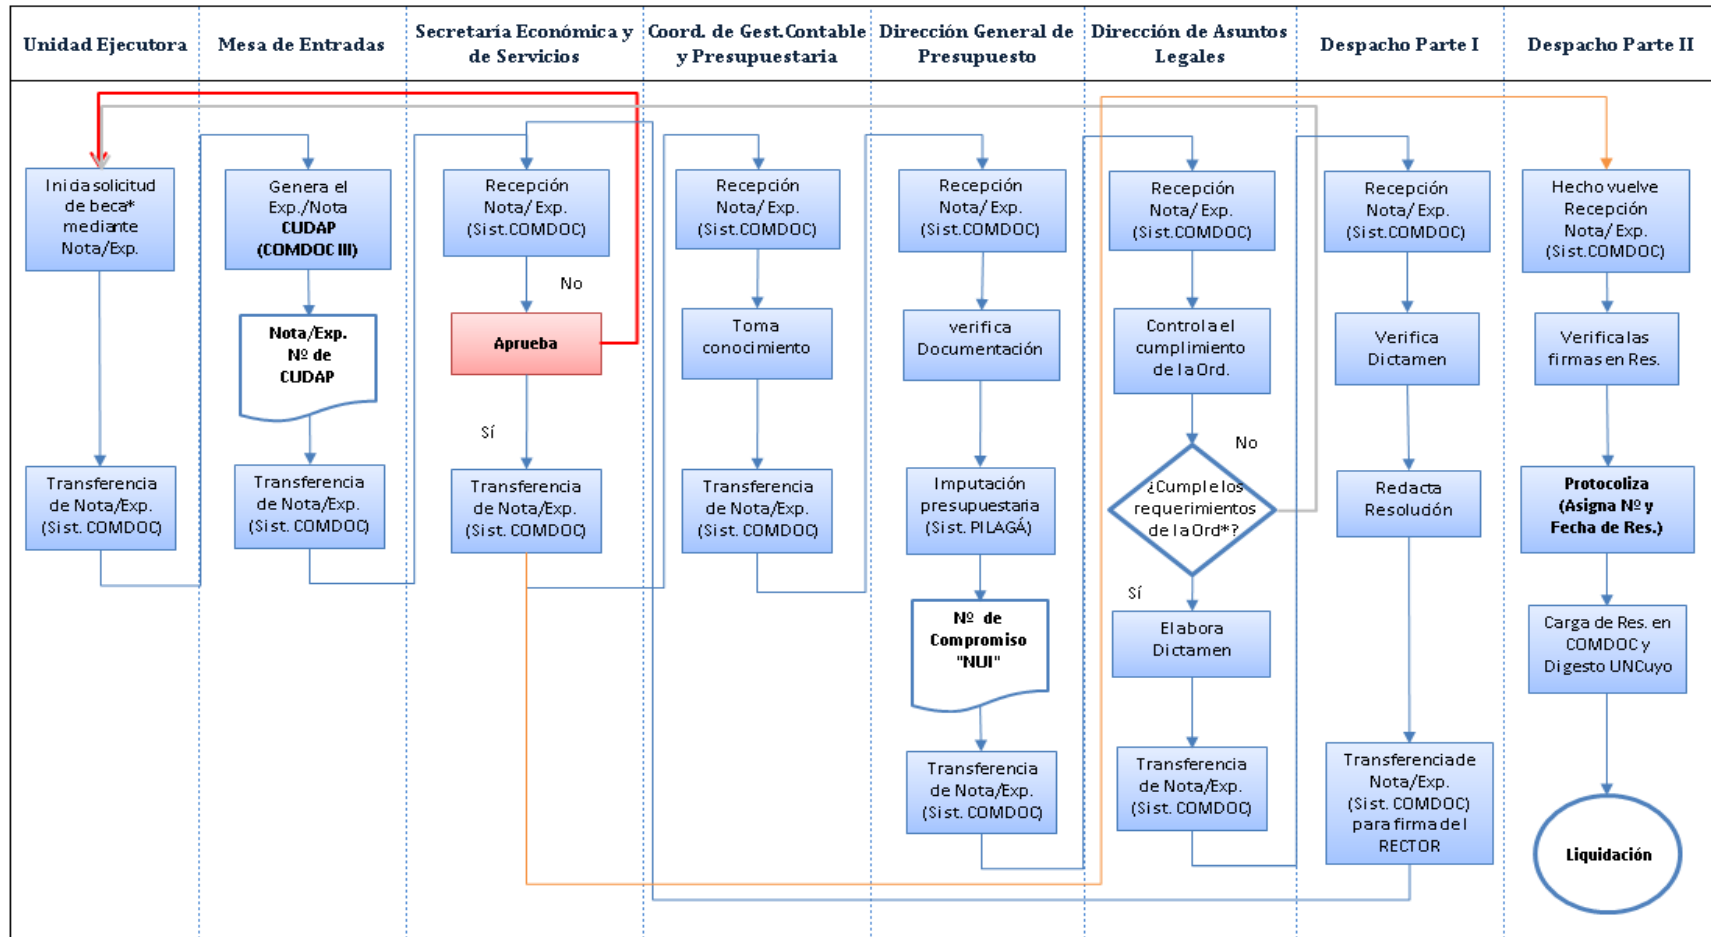 Unidad Ejecutora
Mesa de Entradas
Secretaría Económica y
de Servicios
Coord. de Gest.Contable
y Presupuestaria
Dirección General de
Presupuesto
Dirección de Asuntos
Legales
Despacho Parte I
Despacho Parte II
Inicia solicitud
de beca* 
mediante
Nota/Exp.
Transferencia
de Nota/Exp.
(Sist. COMDOC)
Genera el
Exp./Nota
CUDAP
(COMDOC III)
Nota/Exp.
Nº de
CUDAP
Transferencia
de Nota/Exp.
(Sist. COMDOC)
Recepción
Nota/ Exp.
(Sist.COMDOC)
No
Aprueba
Sí
Transferencia
de Nota/Exp.
(Sist. COMDOC)
Recepción
Nota/ Exp.
(Sist.COMDOC)
Toma
conocimiento
Transferencia
de Nota/Exp.
(Sist. COMDOC)
Recepción
Nota/ Exp.
(Sist.COMDOC)
verifica
Documentación
Imputación
presupuestaria
(Sist. PILAGÁ)
Nº de
Compromiso
"NUI"
Transferencia
de Nota/Exp.
(Sist. COMDOC)
Recepción
Nota/ Exp.
(Sist.COMDOC)
Controla el
cumplimiento
de la Ord.
No
¿Cumple los
requerimientos
de la Ord*?
Sí
Elabora
Dictamen
Transferencia
de Nota/Exp.
(Sist. COMDOC)
Recepción
Nota/ Exp.
(Sist.COMDOC)
Verifica
Dictamen
Redacta
Resolución
Transferencia de
Nota/Exp.
(Sist. COMDOC)
para firma del
RECTOR
Hecho vuelve
Recepción
Nota/ Exp.
(Sist.COMDOC)
Verifica las
firmas en Res.
Protocoliza
(Asigna Nº y
Fecha de Res.)
Carga de Res. en
COMDOC y
Digesto UNCuyo
Liquidación